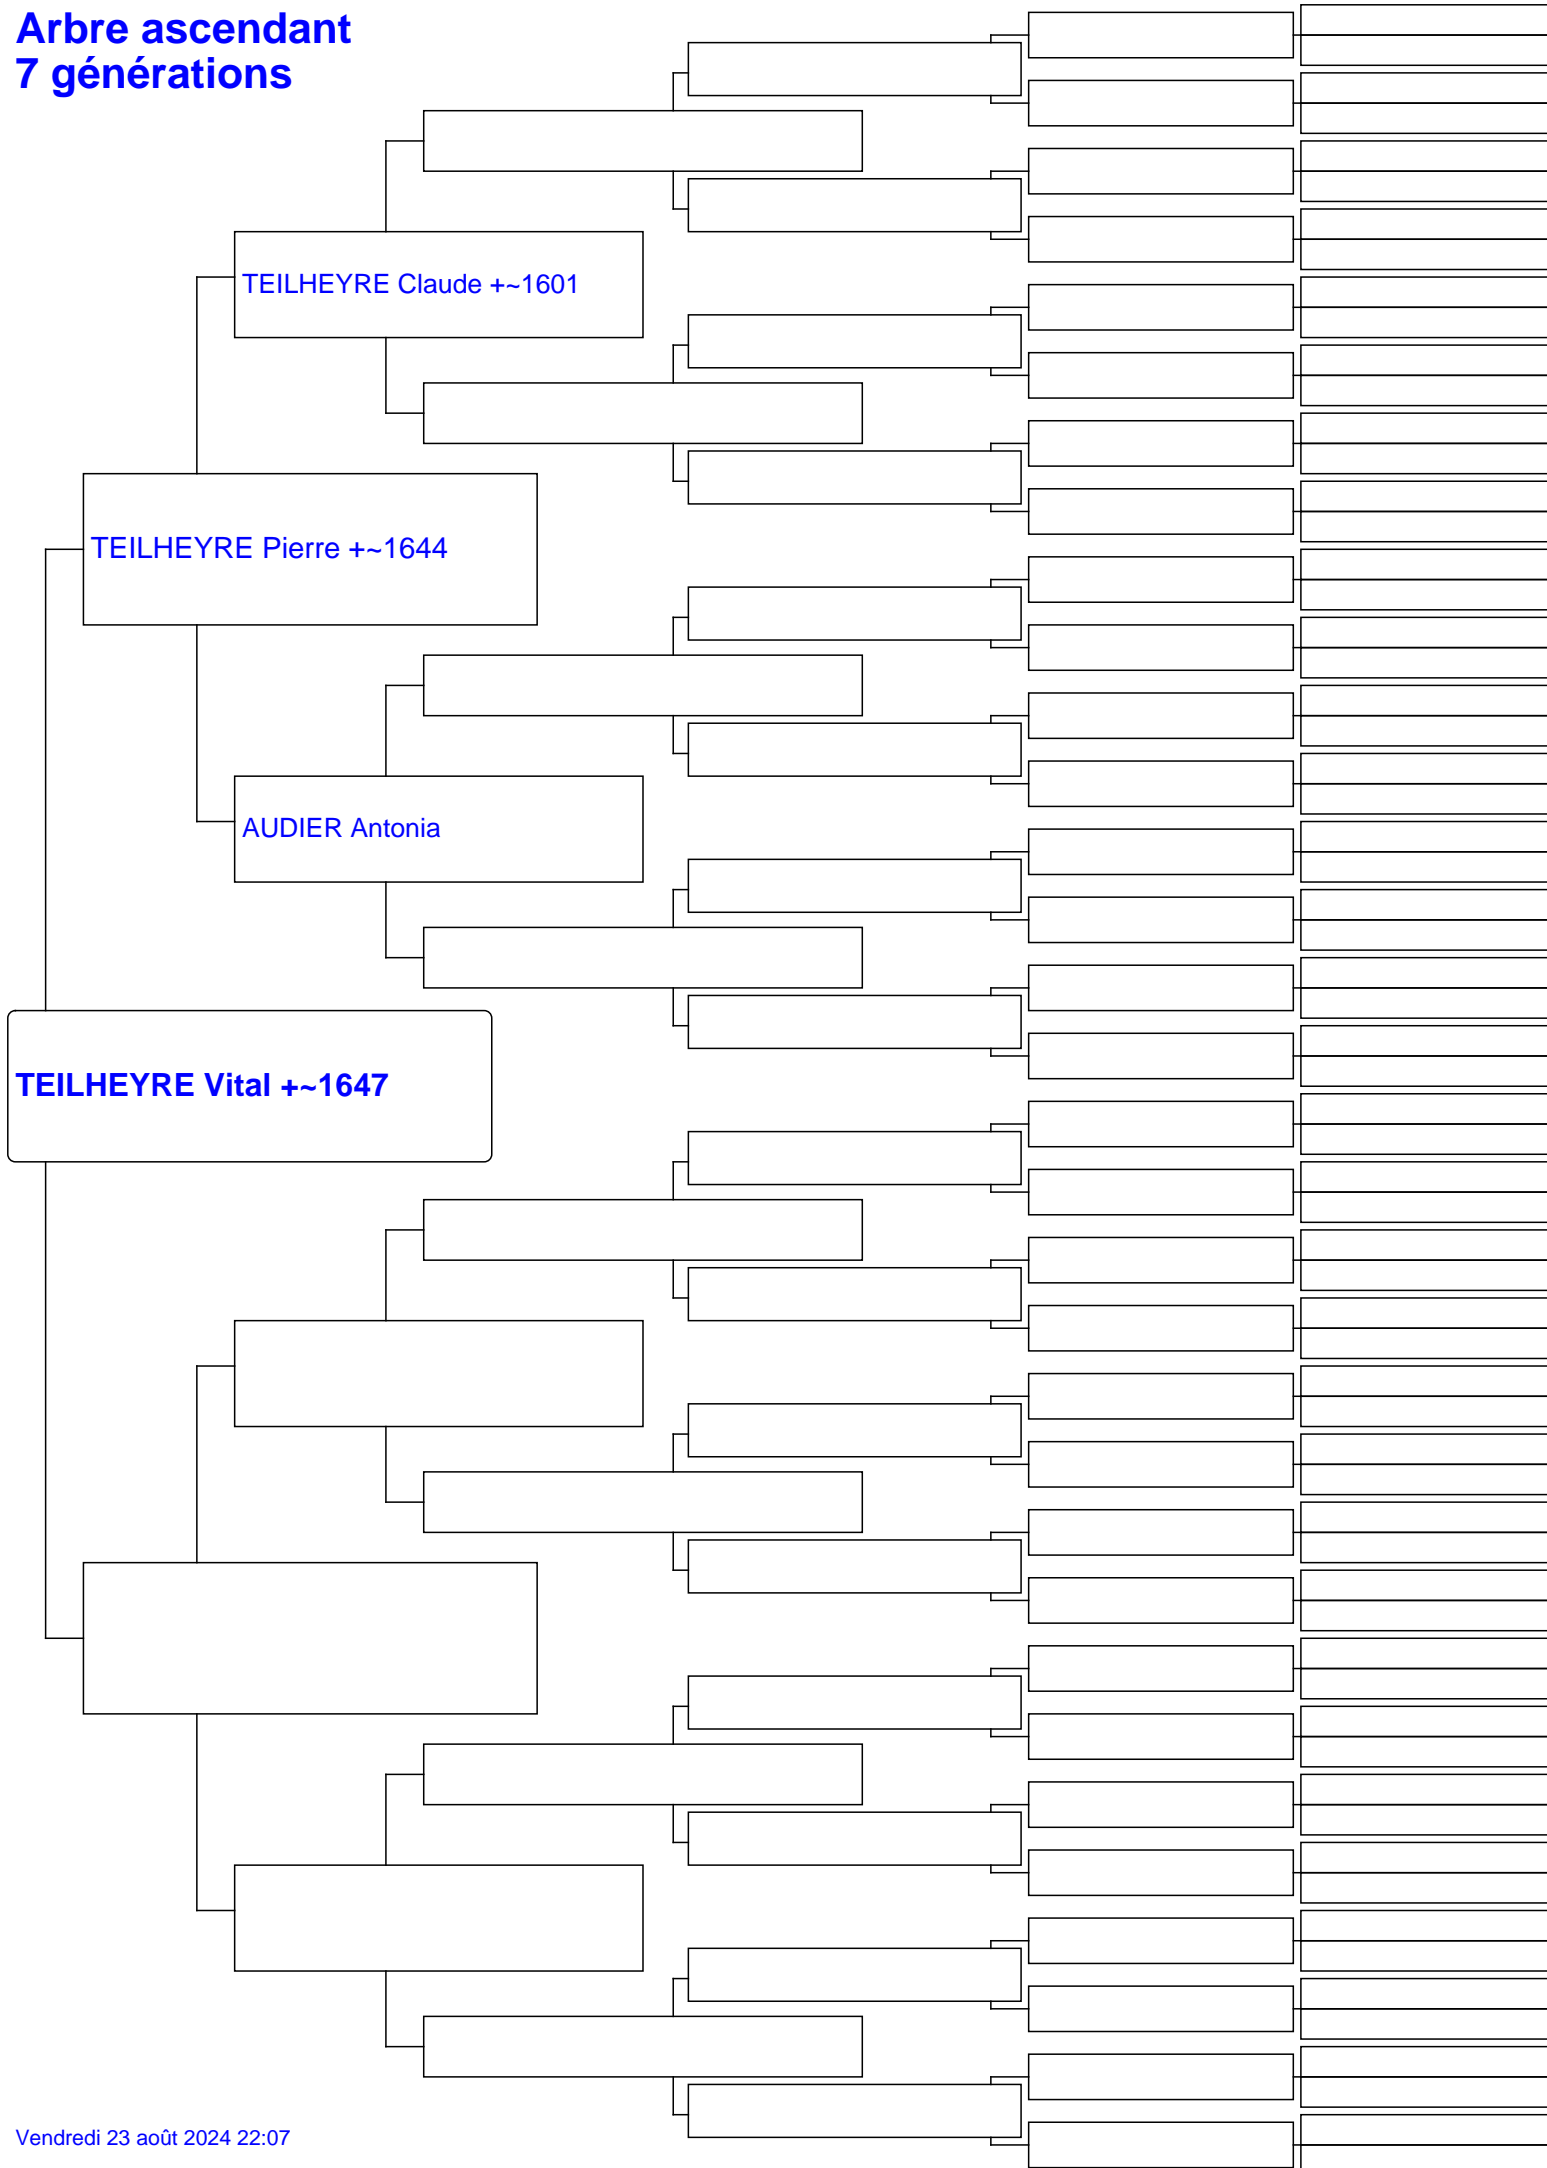 Arbre ascendant
7 générations
TEILHEYRE Claude +~1601
TEILHEYRE Pierre +~1644
AUDIER Antonia
TEILHEYRE Vital +~1647
Vendredi 23 août 2024 22:07